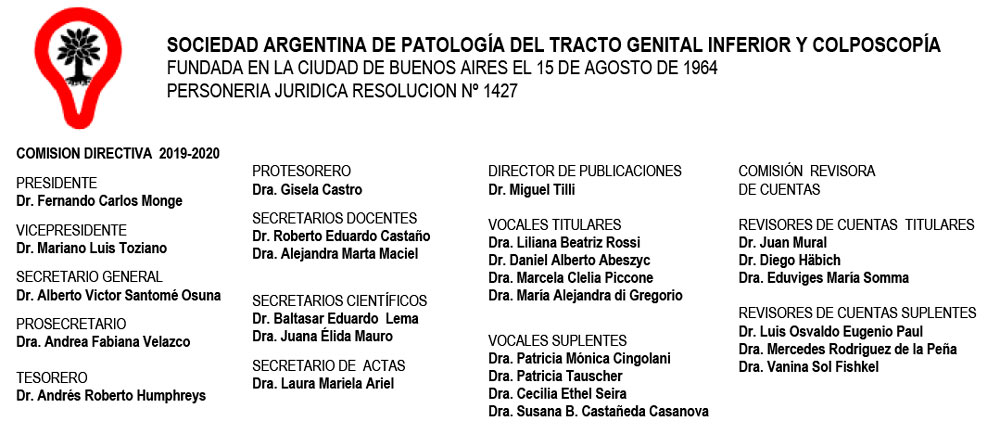 SOCIEDAD ARGENTINA DE PATOLOGÍA DEL TRACTO GENITAL INFERIOR Y COLPOSCOPÍA
FUNDADA EN LA CIUDAD DE BUENOS AIRES EL 15 DE AGOSTO DE 1964
PERSONERIA JURIDICA RESOLUCION Nº 1427
COMISION DIRECTIVA 2019-2020
PRESIDENTE
Dr. Fernando Carlos Monge
VICEPRESIDENTE
Dr. Mariano Luis Toziano
SECRETARIO GENERAL
Dr. Alberto Victor Santomé Osuna
PROSECRETARIO
Dra. Andrea Fabiana Velazco
TESORERO
Dr. Andrés Roberto Humphreys
PROTESORERO
Dra. Gisela Castro
SECRETARIOS DOCENTES
Dr. Roberto Eduardo Castaño
Dra. Alejandra Marta Maciel
SECRETARIOS CIENTÍFICOS
Dr. Baltasar Eduardo Lema
Dra. Juana Élida Mauro
SECRETARIO DE ACTAS
Dra. Laura Mariela Ariel
DIRECTOR DE PUBLICACIONES
Dr. Miguel Tilli
VOCALES TITULARES
Dra. Liliana Beatriz Rossi
Dr. Daniel Alberto Abeszyc
Dra. Marcela Clelia Piccone
Dra. María Alejandra di Gregorio
VOCALES SUPLENTES
Dra. Patricia Mónica Cingolani
Dra. Patricia Tauscher
Dra. Cecilia Ethel Seira
Dra. Susana B. Castañeda Casanova
COMISIÓN REVISORA
DE CUENTAS
REVISORES DE CUENTAS TITULARES
Dr. Juan Mural
Dr. Diego Häbich
Dra. Eduviges María Somma
REVISORES DE CUENTAS SUPLENTES
Dr. Luis Osvaldo Eugenio Paul
Dra. Mercedes Rodriguez de la Peña
Dra. Vanina Sol Fishkel